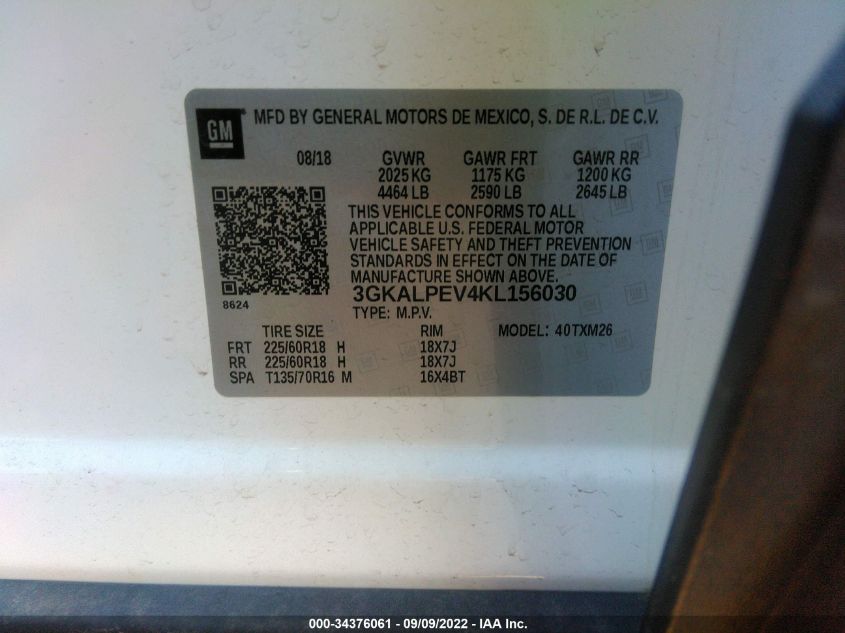 GM
MFD BY GENERAL MOTORS DE MEXICO, S. DE R.L. DE C.V.
08/18 GVWR GAWR FRT GAWR RR
2025 KG 1175 KG 1200 KG
4464 LB 2590 LB 2645 LB
THIS VEHICLE CONFORMS TO ALL
APPLICABLE U.S. FEDERAL MOTOR
VEHICLE SAFETY AND THEFT PREVENTION
STANDARDS IN EFFECT ON THE DATE OF
MANUFACTURE SHOWN ABOVE.
8624
3GKALPEV4KL156030
TYPE: M.P.V.
TIRE SIZE RIM MODEL: 40TXM26
FRT 225/60R18 H 18X7J
RR 225/60R18 H 18X7J
SPA T135/70R16 M 16X4BT
000-34376061 - 09/09/2022 - IAA Inc.